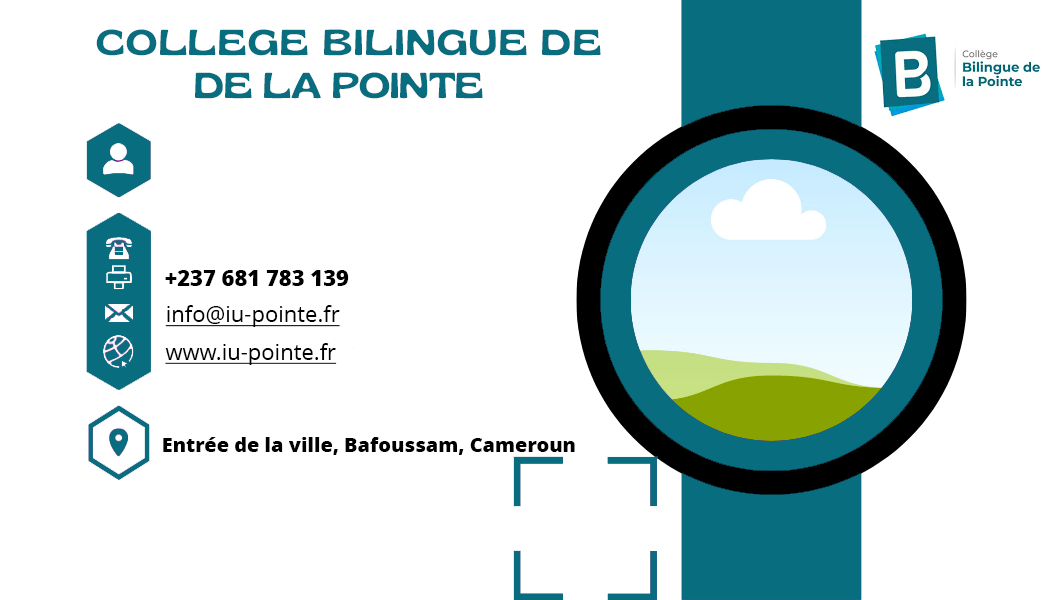 COLLEGE BILINGUE DE
DE LA POINTE
B
Collège
Bilingue de
la Pointe
+237 681 783 139
info@iu-pointe.fr
www.iu-pointe.fr
Entrée de la ville, Bafoussam, Cameroun